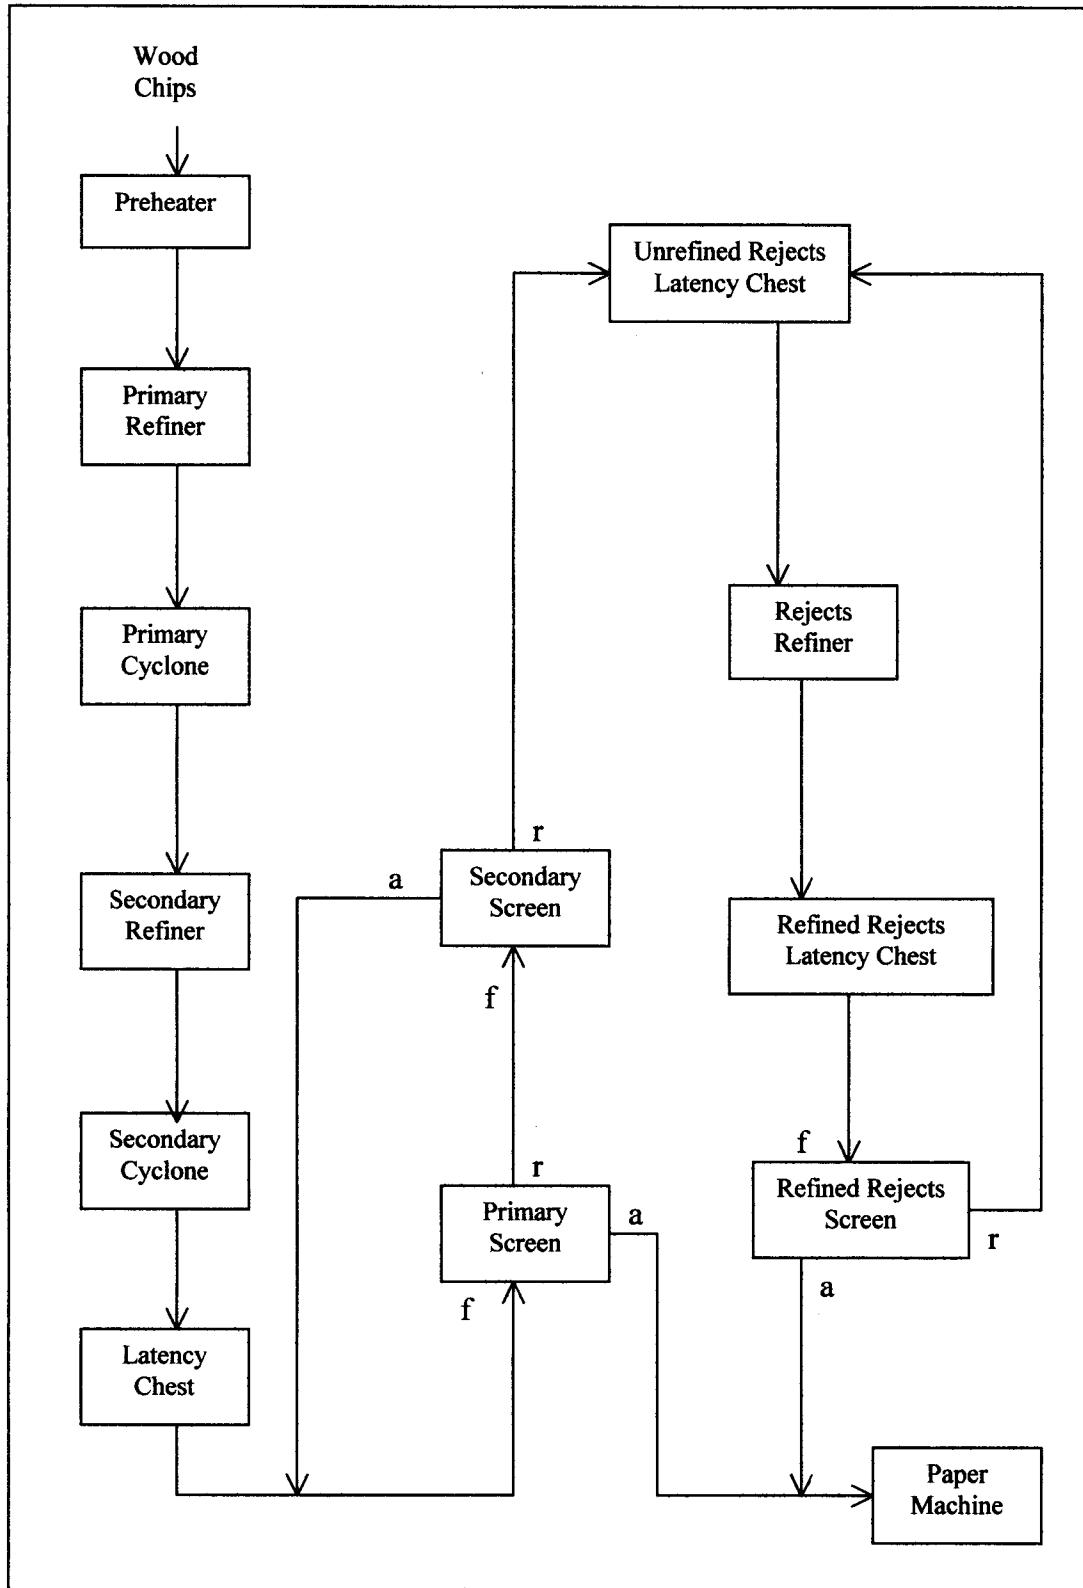 Wood
Chips
Preheater
Primary
Refiner
Primary
Cyclone
Secondary
Refiner
Secondary
Cyclone
Latency
Chest
Unrefined Rejects
Latency Chest
Rejects
Refiner
r
a
Secondary
Screen
f
Refined Rejects
Latency Chest
r
Primary
Screen
a
f
f
Refined Rejects
Screen
r
a
Paper
Machine